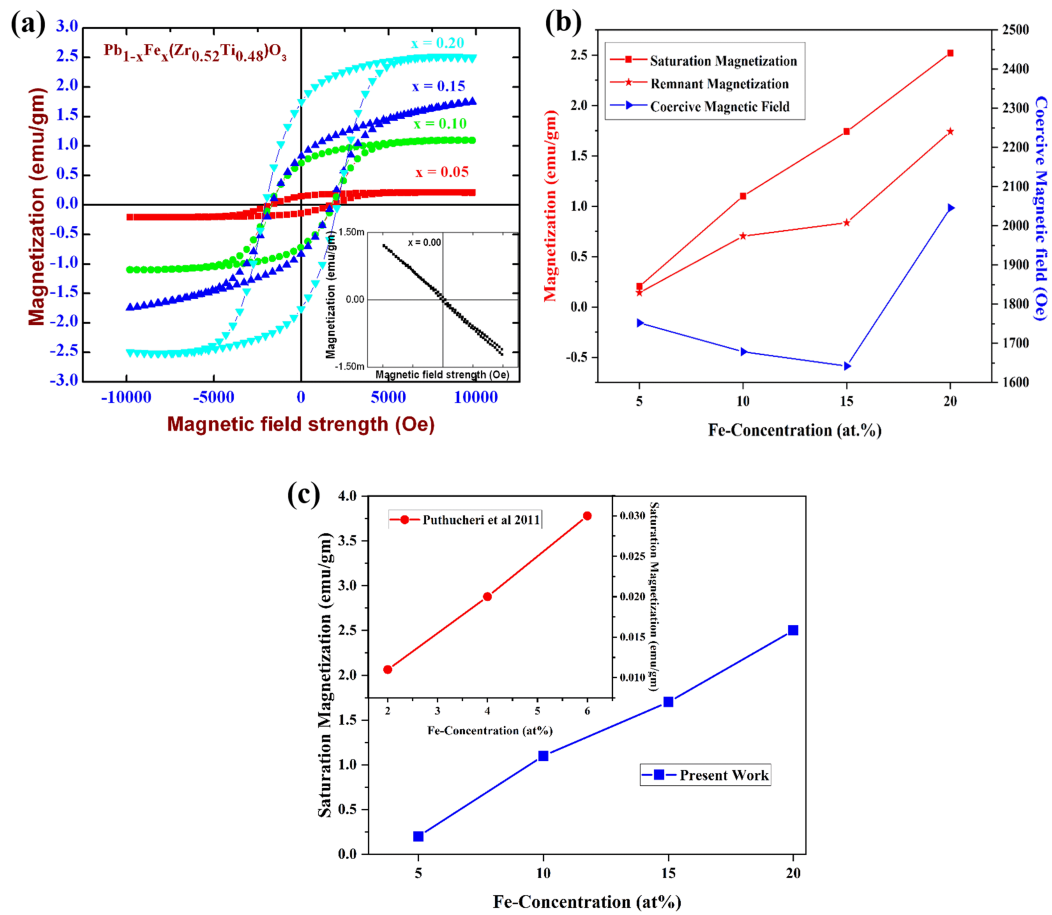 (a)
Pb1-xFex(Zr0.52Ti0.48)O3
x = 0.20
x = 0.15
x = 0.10
x = 0.05
3.0
2.5
2.0
1.5
1.0
0.5
0.0
-0.5
-1.0
-1.5
-2.0
-2.5
-3.0
Magnetization (emu/gm)
-10000
-5000
0
5000
10000
Magnetic field strength (Oe)
x = 0.00
1.50m
0.00
-1.50m
Magnetization (emu/gm)
Magnetic field strength (Oe)
(b)
Saturation Magnetization
Remnant Magnetization
Coercive Magnetic Field
2.5
2.0
1.5
1.0
0.5
0.0
-0.5
Magnetization (emu/gm)
2500
2400
2300
2200
2100
2000
1900
1800
1700
1600
Coercive Magnetic field (Oe)
5
10
15
20
Fe-Concentration (at.%)
(c)
4.0
3.5
3.0
2.5
2.0
1.5
1.0
0.5
0.0
Saturation Magnetization (emu/gm)
Puthucheri et al 2011
0.030
0.025
0.020
0.015
0.010
Saturation Magnetization (emu/gm)
2
3
4
5
6
Fe-Concentration (at%)
Present Work
5
10
15
20
Fe-Concentration (at%)